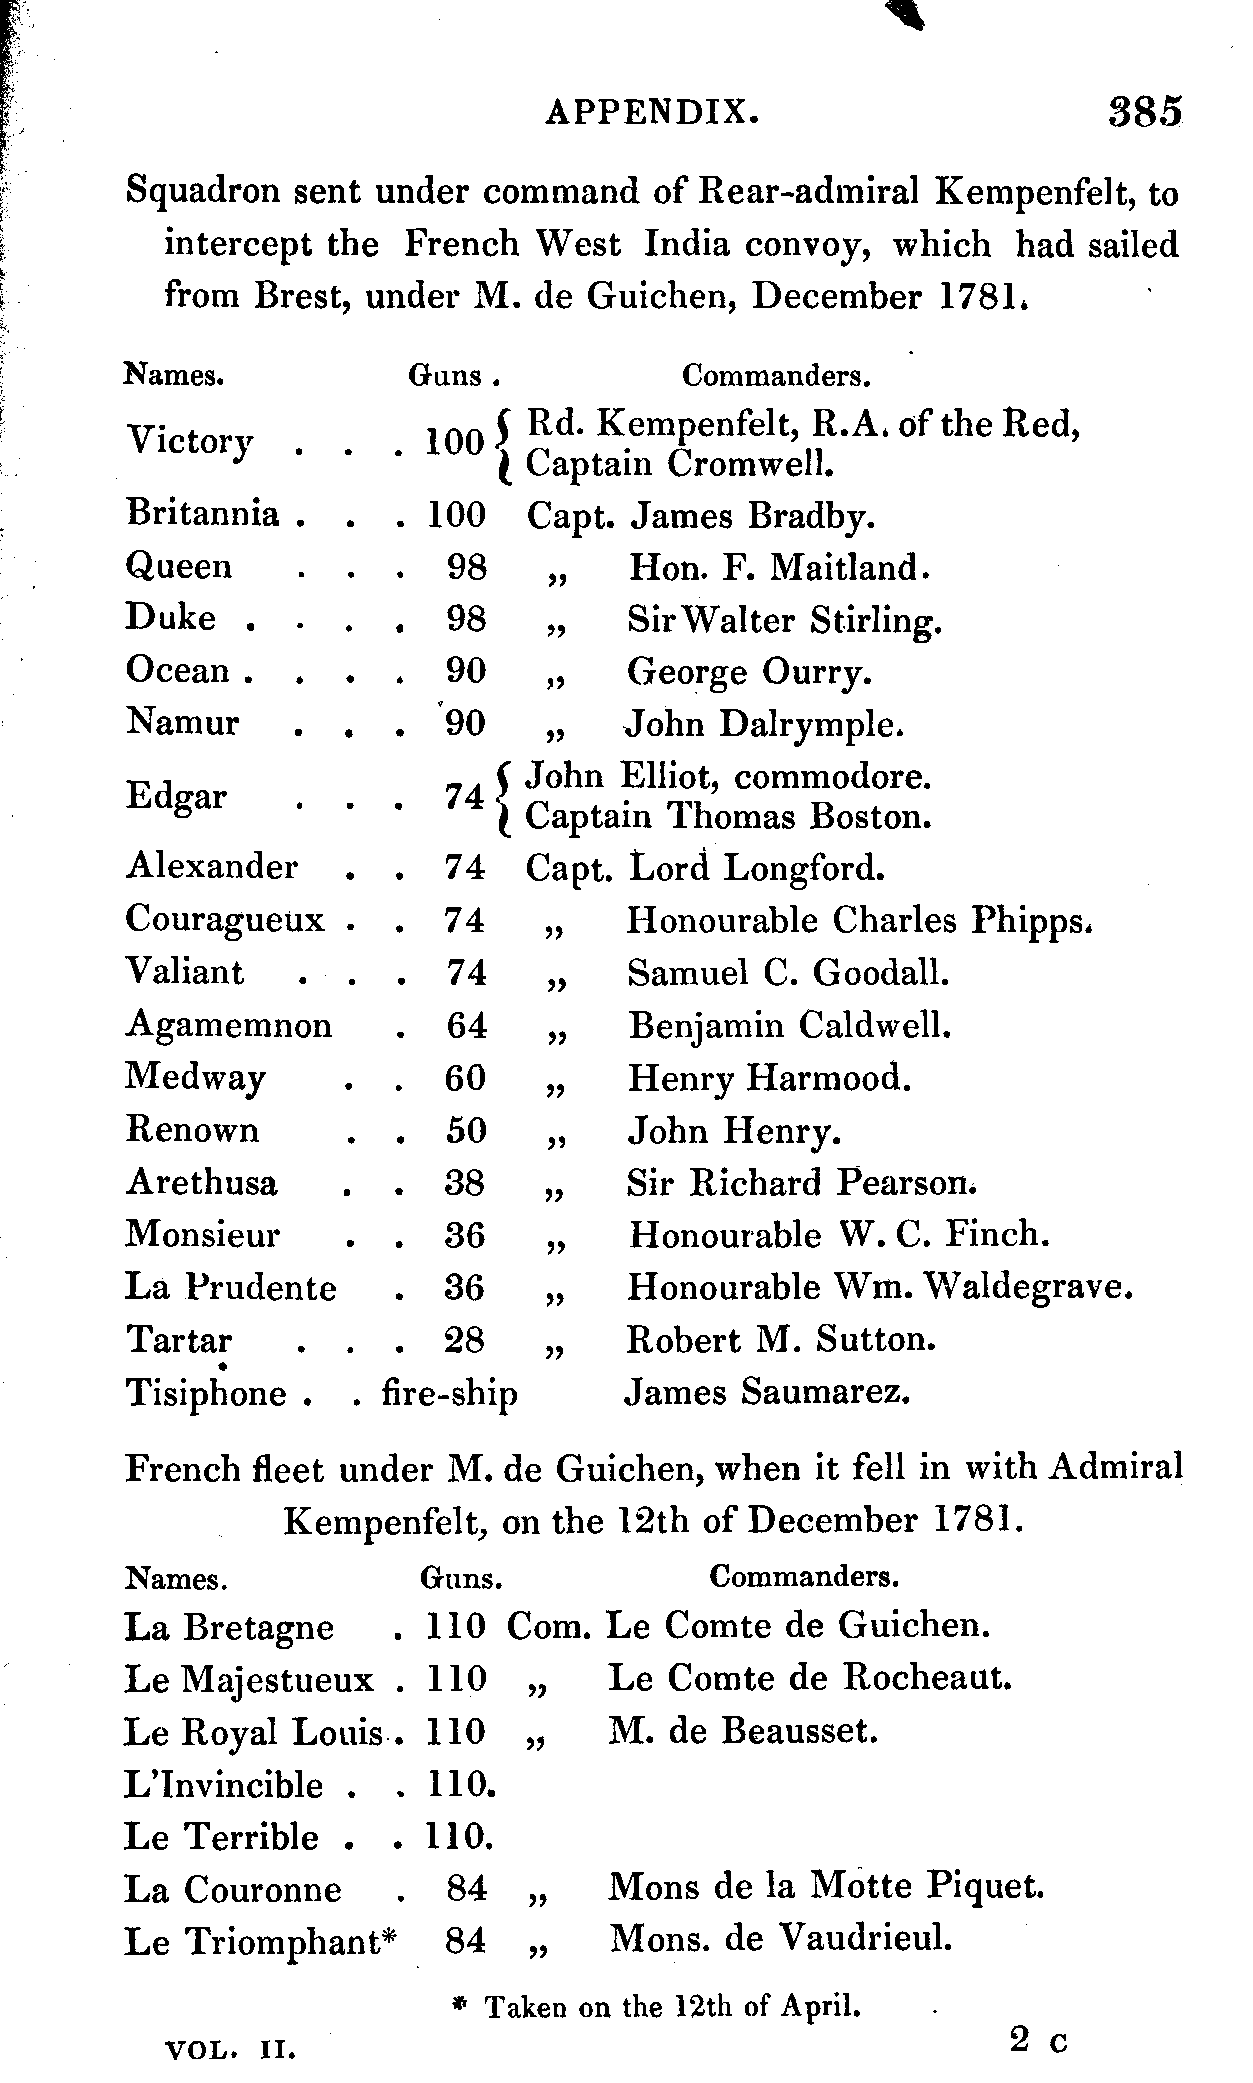 APPENDIX. 385
Squadron sent under command of Rear-admiral Kempenfelt, to
intercept the French West India convoy, which had sailed
from Brest, under M. de Guichen, December 1781.
Names. Guns. Commanders.
Victory . . . 100 { Rd. Kempenfelt, R.A. of the Red,
Captain Cromwell.
Britannia . . . 100 Capt. James Bradby.
Queen . . . 98 „ Hon. F. Maitland.
Duke . . . . 98 „ Sir Walter Stirling.
Ocean . . . . 90 „ George Ourry.
Namur . . . 90 „ John Dalrymple.
Edgar . . . 74 { John Elliot, commodore.
Captain Thomas Boston.
Alexander . . 74 Capt. Lord Longford.
Couragueux . . 74 „ Honourable Charles Phipps.
Valiant . . . 74 „ Samuel C. Goodall.
Agamemnon . 64 „ Benjamin Caldwell.
Medway . . 60 „ Henry Harmood.
Renown . . 50 „ John Henry.
Arethusa . . 38 „ Sir Richard Pearson.
Monsieur . . 36 „ Honourable W. C. Finch.
La Prudente . 36 „ Honourable Wm. Waldegrave.
Tartar . . . 28 „ Robert M. Sutton.
Tisiphone . . fire-ship James Saumarez.
French fleet under M. de Guichen, when it fell in with Admiral
Kempenfelt, on the 12th of December 1781.
Names. Guns. Commanders.
La Bretagne . 110 Com. Le Comte de Guichen.
Le Majestueux . 110 „ Le Comte de Rocheaut.
Le Royal Louis . 110 „ M. de Beausset.
L'Invincible . . 110.
Le Terrible . . 110.
La Couronne . 84 „ Mons de la Motte Piquet.
Le Triomphant* 84 „ Mons. de Vaudrieul.
* Taken on the 12th of April.
VOL. II. 2 C